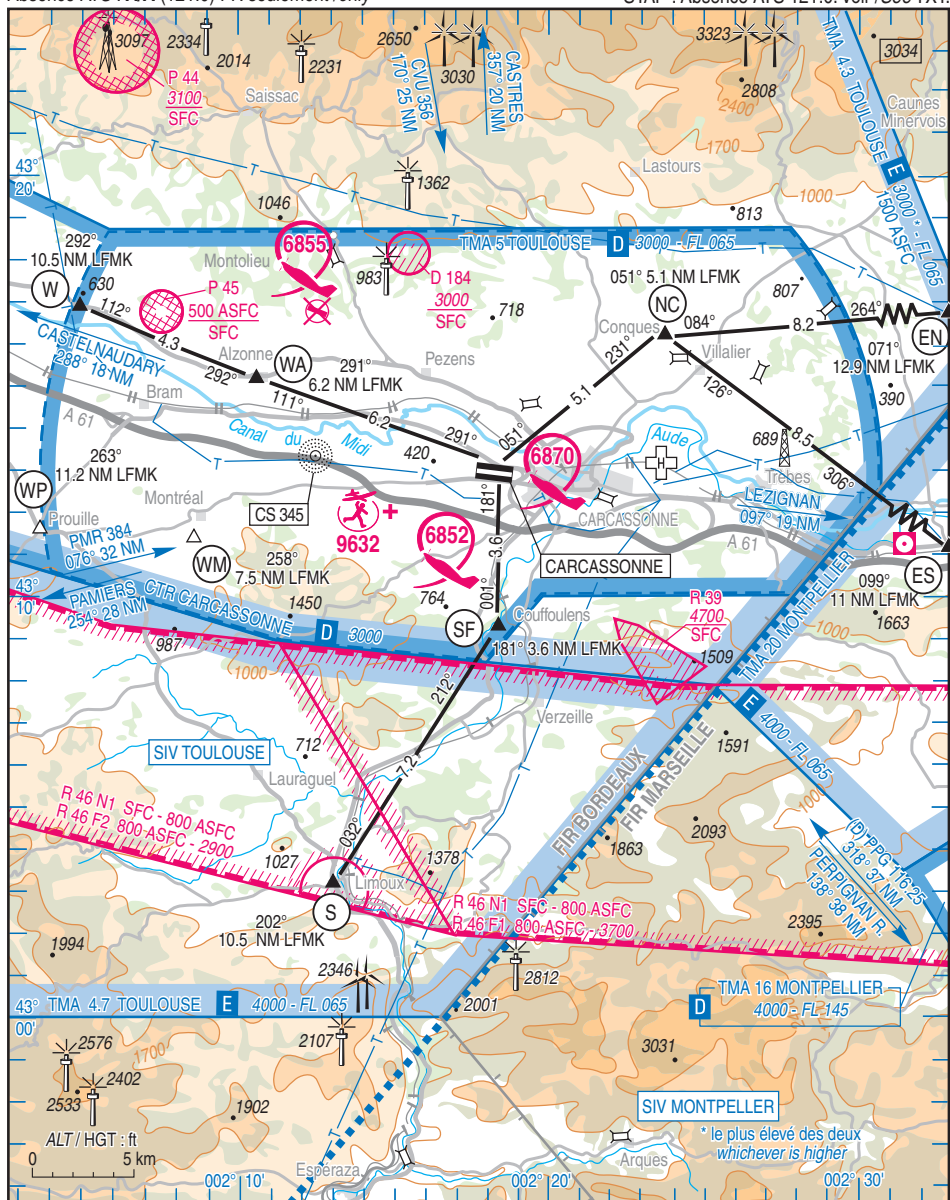 3097
2334
2014
2231
2650
3030
3323
2808
3034
P 44
3100
SFC
Saissac
CVU 356
170° 25 NM
CASTRES
357° 20 NM
TMA 4.3 TOULOUSE E 3000 * - FL 065
1500 ASFC
Caunes
Minervois
2400
1700
Lastours
1000
43°
20'
1362
1046
813
292°
10.5 NM LFMK
630
W
Montolieu
6855
983
TMA 5 TOULOUSE D 3000 - FL 065
D 184
3000
SFC
051° 5.1 NM LFMK
NC
807
P 45
500 ASFC
SFC
718
112°
4.3
292°
CASTELNAUDARY
288° 18 NM
Alzonne
WA
291°
6.2 NM LFMK
111°
6.2
291°
Pezens
Conques
231°
5.1
051°
084°
8.2
264°
EN
071°
12.9 NM LFMK
390
Villalier
126°
8.5
306°
Bram
A 61
Canal du Midi
420
6870
Aude
689
Trèbes
263°
11.2 NM LFMK
WP
Prouille
Montréal
CS 345
181°
3.6
001°
CARCASSONNE
LEZIGNAN
097° 19 NM
A 61
PMR 384
076° 32 NM
WM
258°
7.5 NM LFMK
9632
6852
CARCASSONNE
ES
099°
11 NM LFMK
1663
43°
10'
PAMIERS
254° 28 NM
CTR CARCASSONNE D 3000
1450
764
SF
Couffoulens
181° 3.6 NM LFMK
R 39
4700
SFC
1509
TMA 20 MONTPELLIER
1000
987
1000
212°
7.2
032°
Verzeille
E 4000 - FL 065
1591
SIV TOULOUSE
712
Lauraguel
FIR BORDEAUX
FIR MARSEILLE
1000
R 46 N1 SFC - 800 ASFC
R 46 F2 800 ASFC - 2900
1027
1378
2093
1863
(D) PPG 116.25
318° 37 NM
PERPIGNAN R.
138° 38 NM
Limoux
S
202°
10.5 NM LFMK
R 46 N1 SFC - 800 ASFC
R 46 F1 800 ASFC - 3700
2395
1994
2346
2812
43°
00'
TMA 4.7 TOULOUSE E 4000 - FL 065
2001
TMA 16 MONTPELLIER
D 4000 - FL 145
2107
2576
1700
2402
2533
1902
3031
SIV MONTPELLER
* le plus élevé des deux
whichever is higher
ALT / HGT : ft
0 5 km
Espéraza
Arques
002° 10'
002° 20'
002° 30'